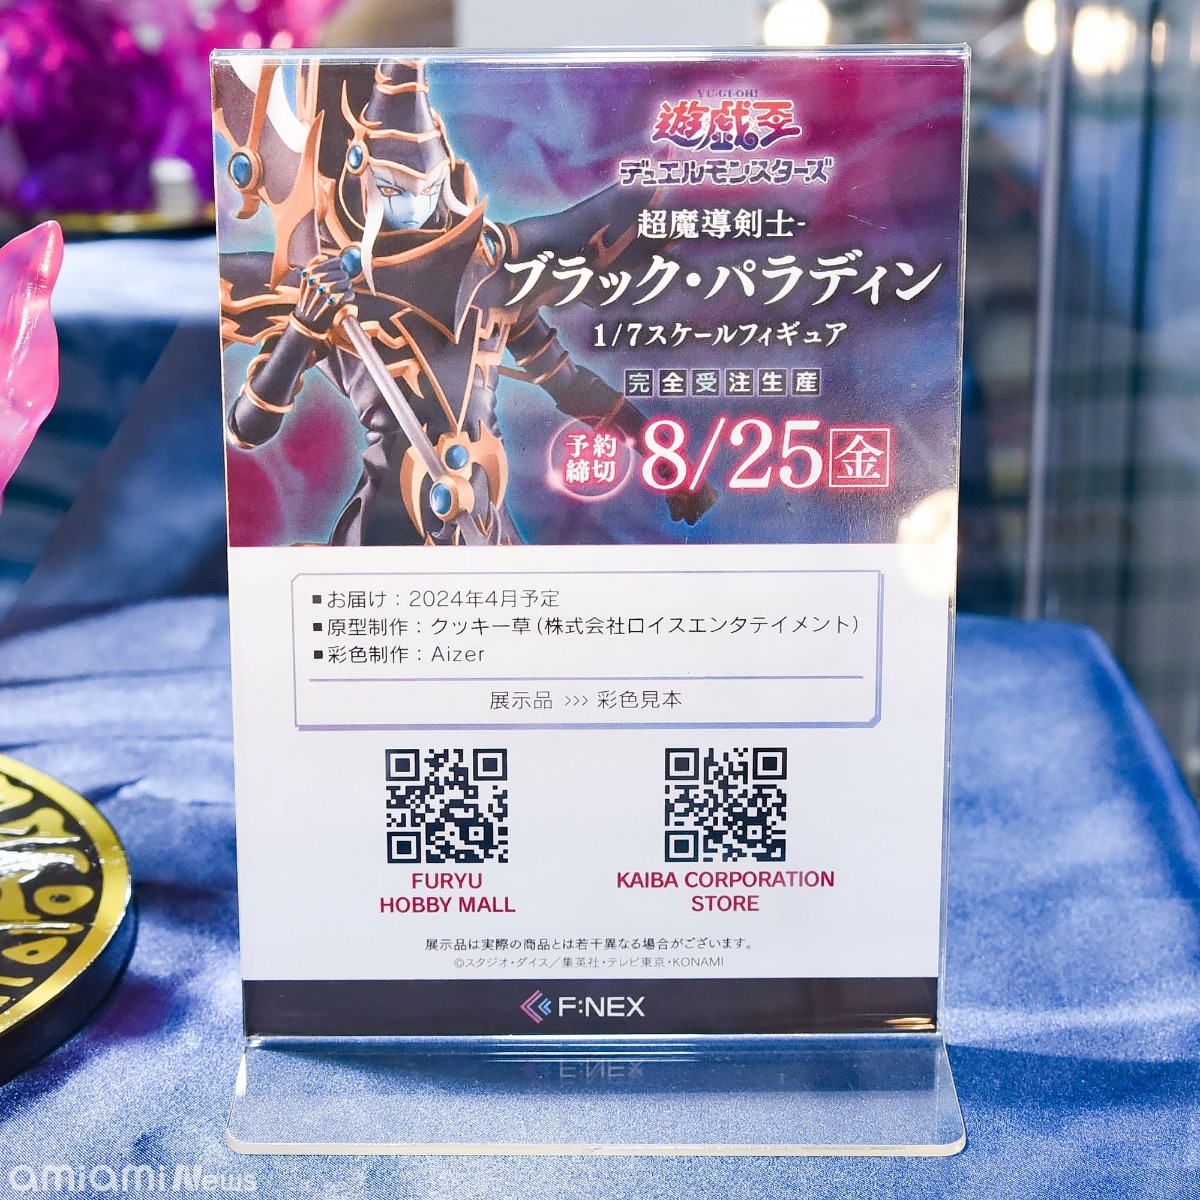 YU-GI-OH!
遊戯王
デュエルモンスターズ
超魔導剣士-
ブラック・パラディン
1/7スケールフィギュア
完全受注生産
予約締切 8/25金
■お届け：2024年4月予定
■原型制作：クッキー草(株式会社ロイスエンタテイメント)
■彩色制作：Aizer
展示品 >>> 彩色見本
FURYU
HOBBY MALL
KAIBA CORPORATION
STORE
展示品は実際の商品とは若干異なる場合がございます。
©スタジオ・ダイス／集英社・テレビ東京・KONAMI
F:NEX
amiami News